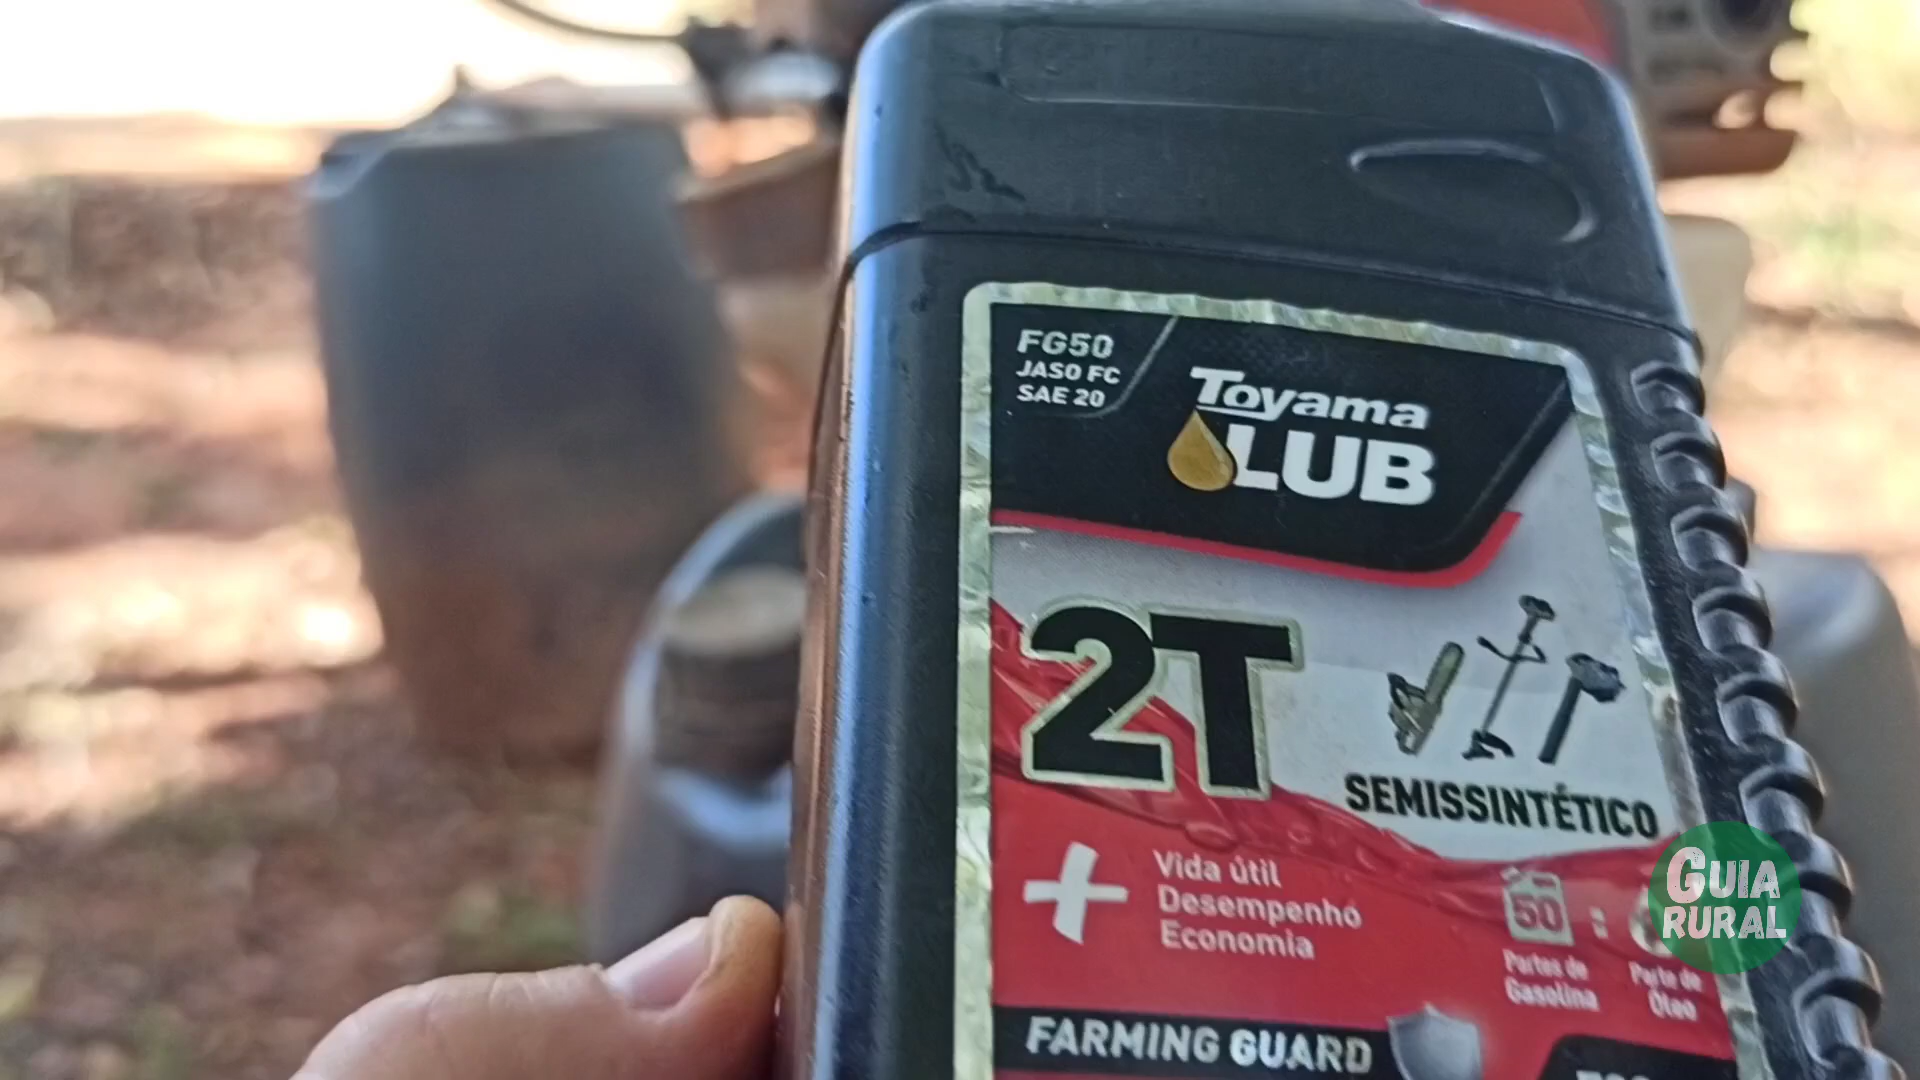 FG50
JASO FC
SAE 20
Toyama
LUB
2T
SEMISSINTÉTICO
+
Vida útil
Desempenho
Economia
50 :
Partes de
Gasolina
Parte de
Óleo
GUIA
RURAL
FARMING GUARD